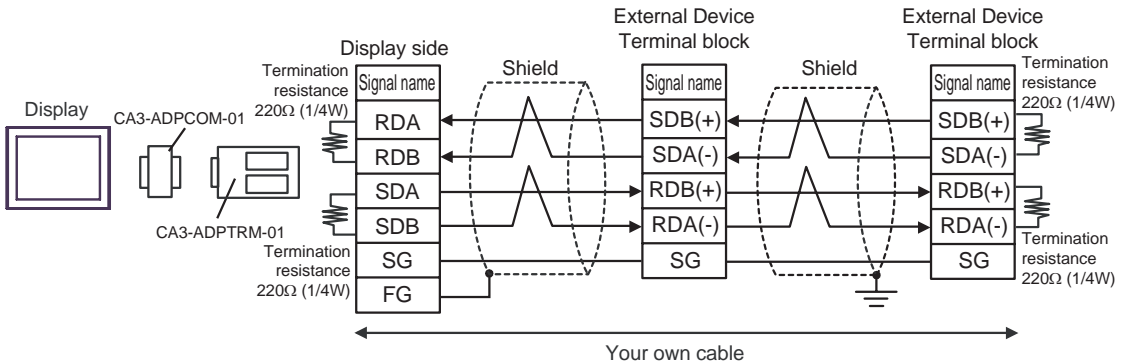 Display
CA3-ADPCOM-01
CA3-ADPTRM-01
Display side
Termination
resistance
220Ω (1/4W)
Termination
resistance
220Ω (1/4W)
Signal name
RDA
RDB
SDA
SDB
SG
FG
Shield
External Device
Terminal block
Signal name
SDB(+)
SDA(-)
RDB(+)
RDA(-)
SG
Shield
External Device
Terminal block
Signal name
SDB(+)
SDA(-)
RDB(+)
RDA(-)
SG
Termination
resistance
220Ω (1/4W)
Termination
resistance
220Ω (1/4W)
Your own cable